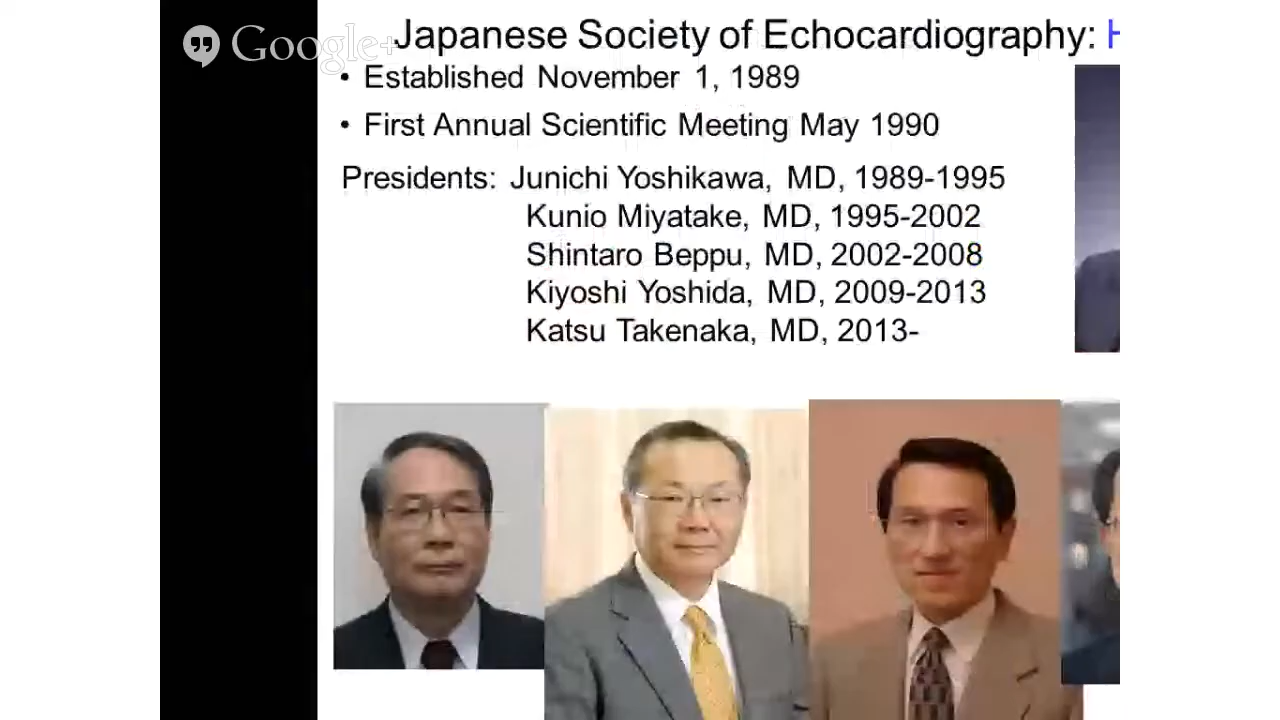 Google+
Japanese Society of Echocardiography: H
• Established November 1, 1989
• First Annual Scientific Meeting May 1990
Presidents: Junichi Yoshikawa, MD, 1989-1995
Kunio Miyatake, MD, 1995-2002
Shintaro Beppu, MD, 2002-2008
Kiyoshi Yoshida, MD, 2009-2013
Katsu Takenaka, MD, 2013-